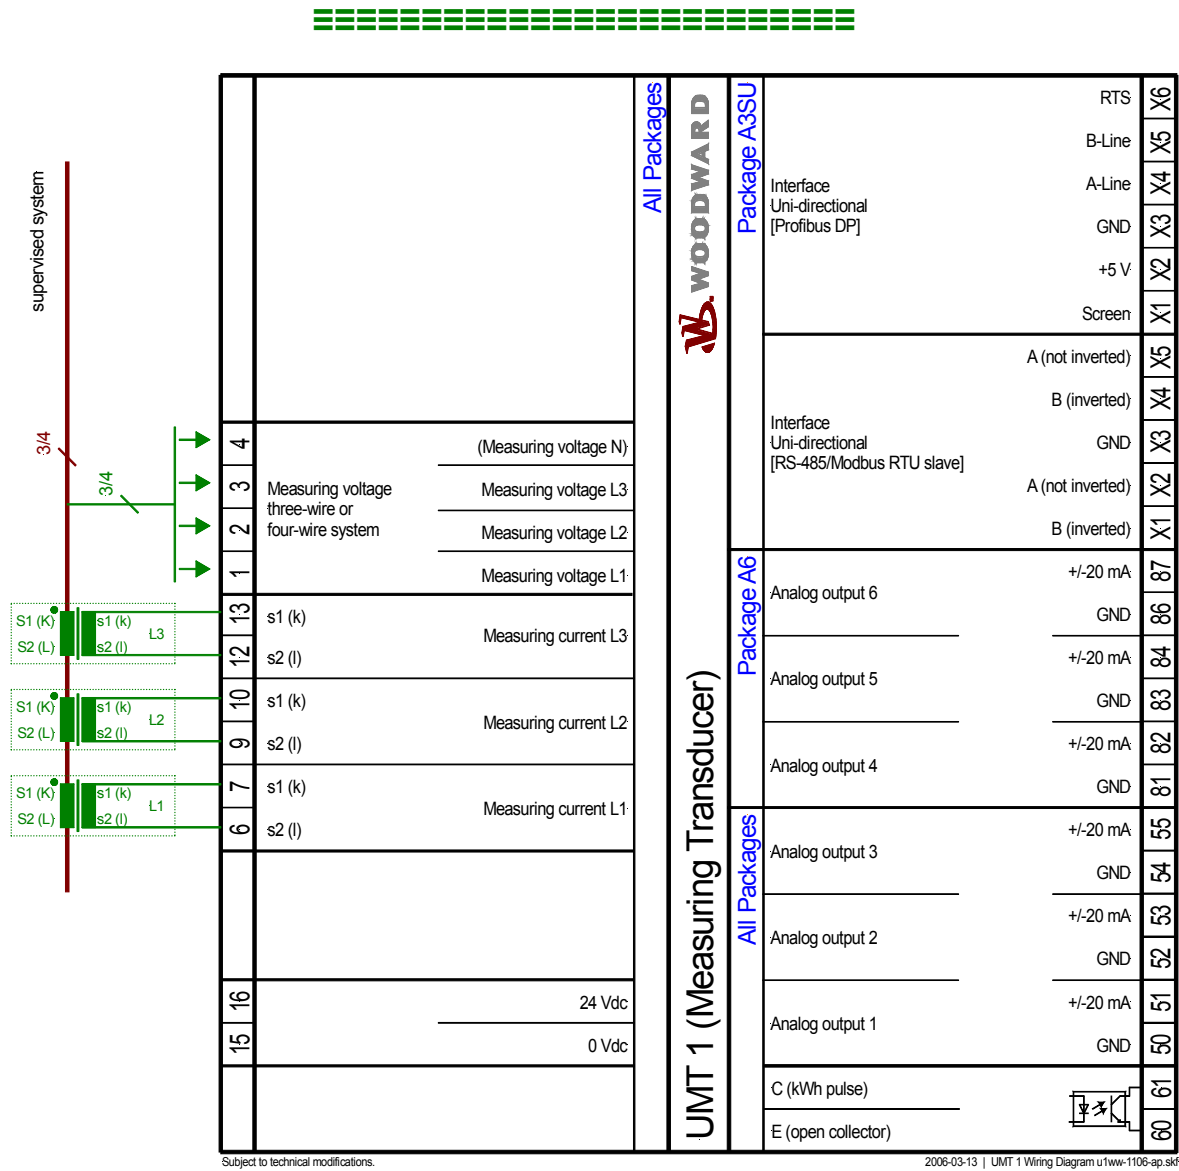 supervised system
3/4
3/4
S1 (K)
S2 (L)
s1 (k)
s2 (l)
L3
S1 (K)
S2 (L)
s1 (k)
s2 (l)
L2
S1 (K)
S2 (L)
s1 (k)
s2 (l)
L1
4
(Measuring voltage N)
3
Measuring voltage L3
2
Measuring voltage L2
1
Measuring voltage L1
Measuring voltage
three-wire or
four-wire system
13
s1 (k)
12
s2 (l)
Measuring current L3
10
s1 (k)
9
s2 (l)
Measuring current L2
7
s1 (k)
6
s2 (l)
Measuring current L1
16
24 Vdc
15
0 Vdc
All Packages
WOODWARD
UMT 1 (Measuring Transducer)
Package A3SU
Interface
Uni-directional
[Profibus DP]
RTS
X6
B-Line
X5
A-Line
X4
GND
X3
+5 V
X2
Screen
X1
Interface
Uni-directional
[RS-485/Modbus RTU slave]
A (not inverted)
X5
B (inverted)
X4
GND
X3
A (not inverted)
X2
B (inverted)
X1
Package A6
Analog output 6
+/-20 mA
87
GND
86
Analog output 5
+/-20 mA
84
GND
83
Analog output 4
+/-20 mA
82
GND
81
All Packages
Analog output 3
+/-20 mA
55
GND
54
Analog output 2
+/-20 mA
53
GND
52
Analog output 1
+/-20 mA
51
GND
50
C (kWh pulse)
61
E (open collector)
60
Subject to technical modifications.
2006-03-13 | UMT 1 Wiring Diagram u1ww-1106-ap.skf